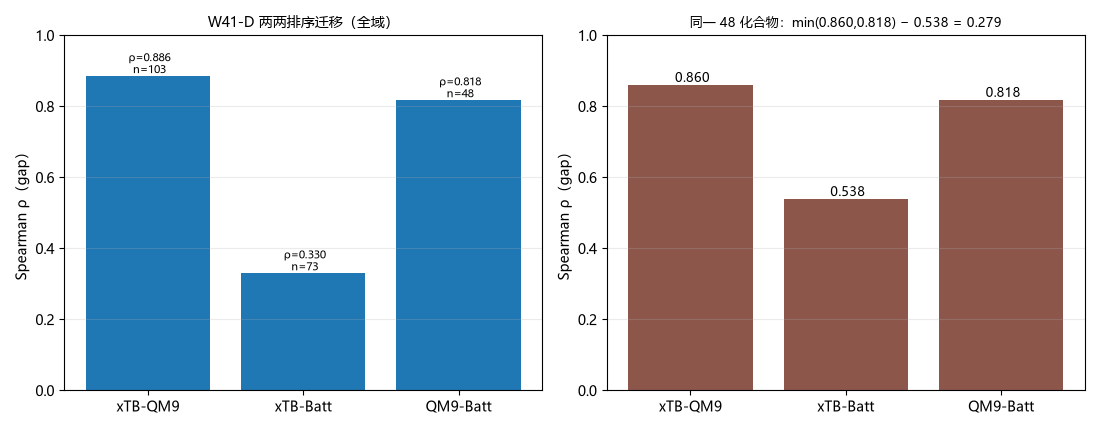 W41-D 两两排序迁移（全域）
Spearman ρ（gap）
1.0
0.8
0.6
0.4
0.2
0.0
ρ=0.886
n=103
ρ=0.330
n=73
ρ=0.818
n=48
xTB-QM9
xTB-Batt
QM9-Batt
同一 48 化合物：min(0.860,0.818) − 0.538 = 0.279
Spearman ρ（gap）
1.0
0.8
0.6
0.4
0.2
0.0
0.860
0.538
0.818
xTB-QM9
xTB-Batt
QM9-Batt